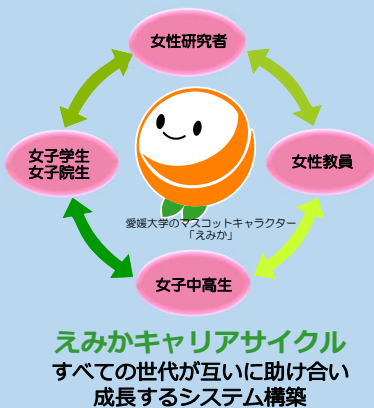 女性研究者
女子学生
女子院生
女性教員
愛媛大学のマスコットキャラクター
「えみか」
女子中高生
えみかキャリアサイクル
すべての世代が互いに助け合い
成長するシステム構築